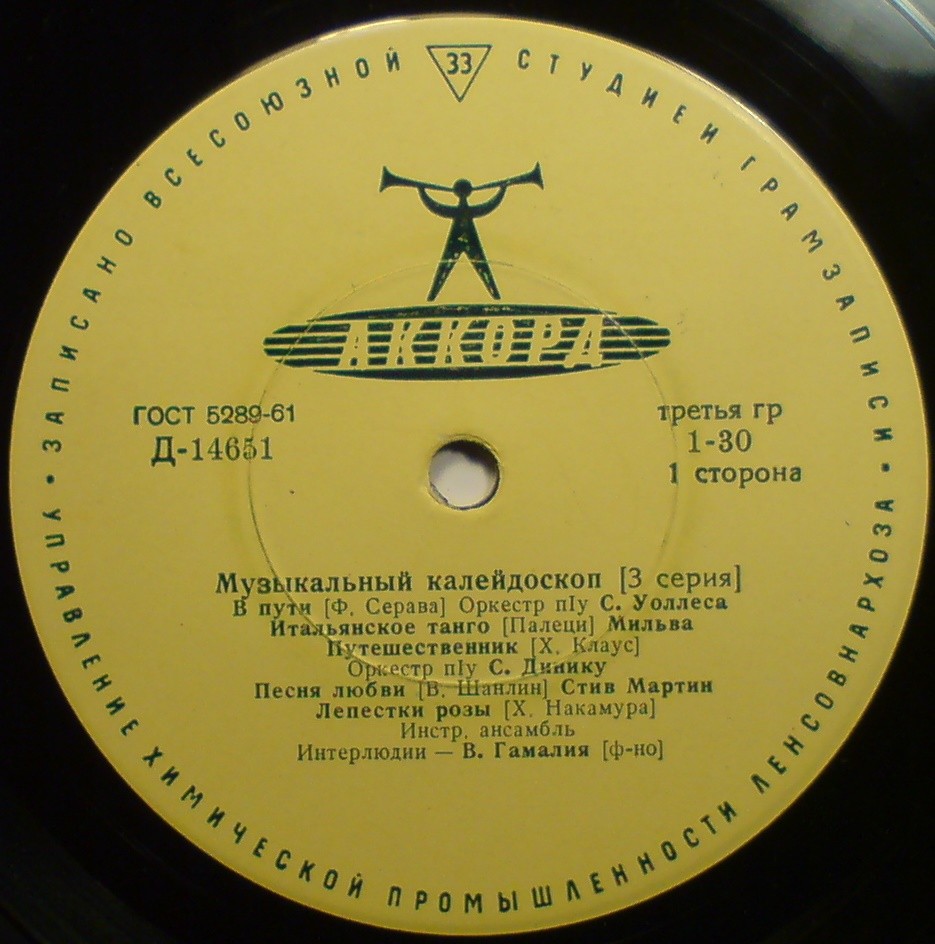 ЗАПИСАНО ВСЕСОЮЗНОЙ 33 СТУДИЕЙ ГРАМЗАПИСИ •
УПРАВЛЕНИЕ ХИМИЧЕСКОЙ ПРОМЫШЛЕННОСТИ ЛЕНСОВНАРХОЗА •
АККОРД
ГОСТ 5289-61
Д-14651
третья гр
1-30
1 сторона
Музыкальный калейдоскоп [3 серия]
В пути [Ф. Серава] Оркестр п/у С. Уоллеса
Итальянское танго [Палеци] Мильва
Путешественник [Х. Клаус]
Оркестр п/у С. Динику
Песня любви [В. Шанлин] Стив Мартин
Лепестки розы [Х. Накамура]
Инстр. ансамбль
Интерлюдии — В. Гамалия [ф-но]